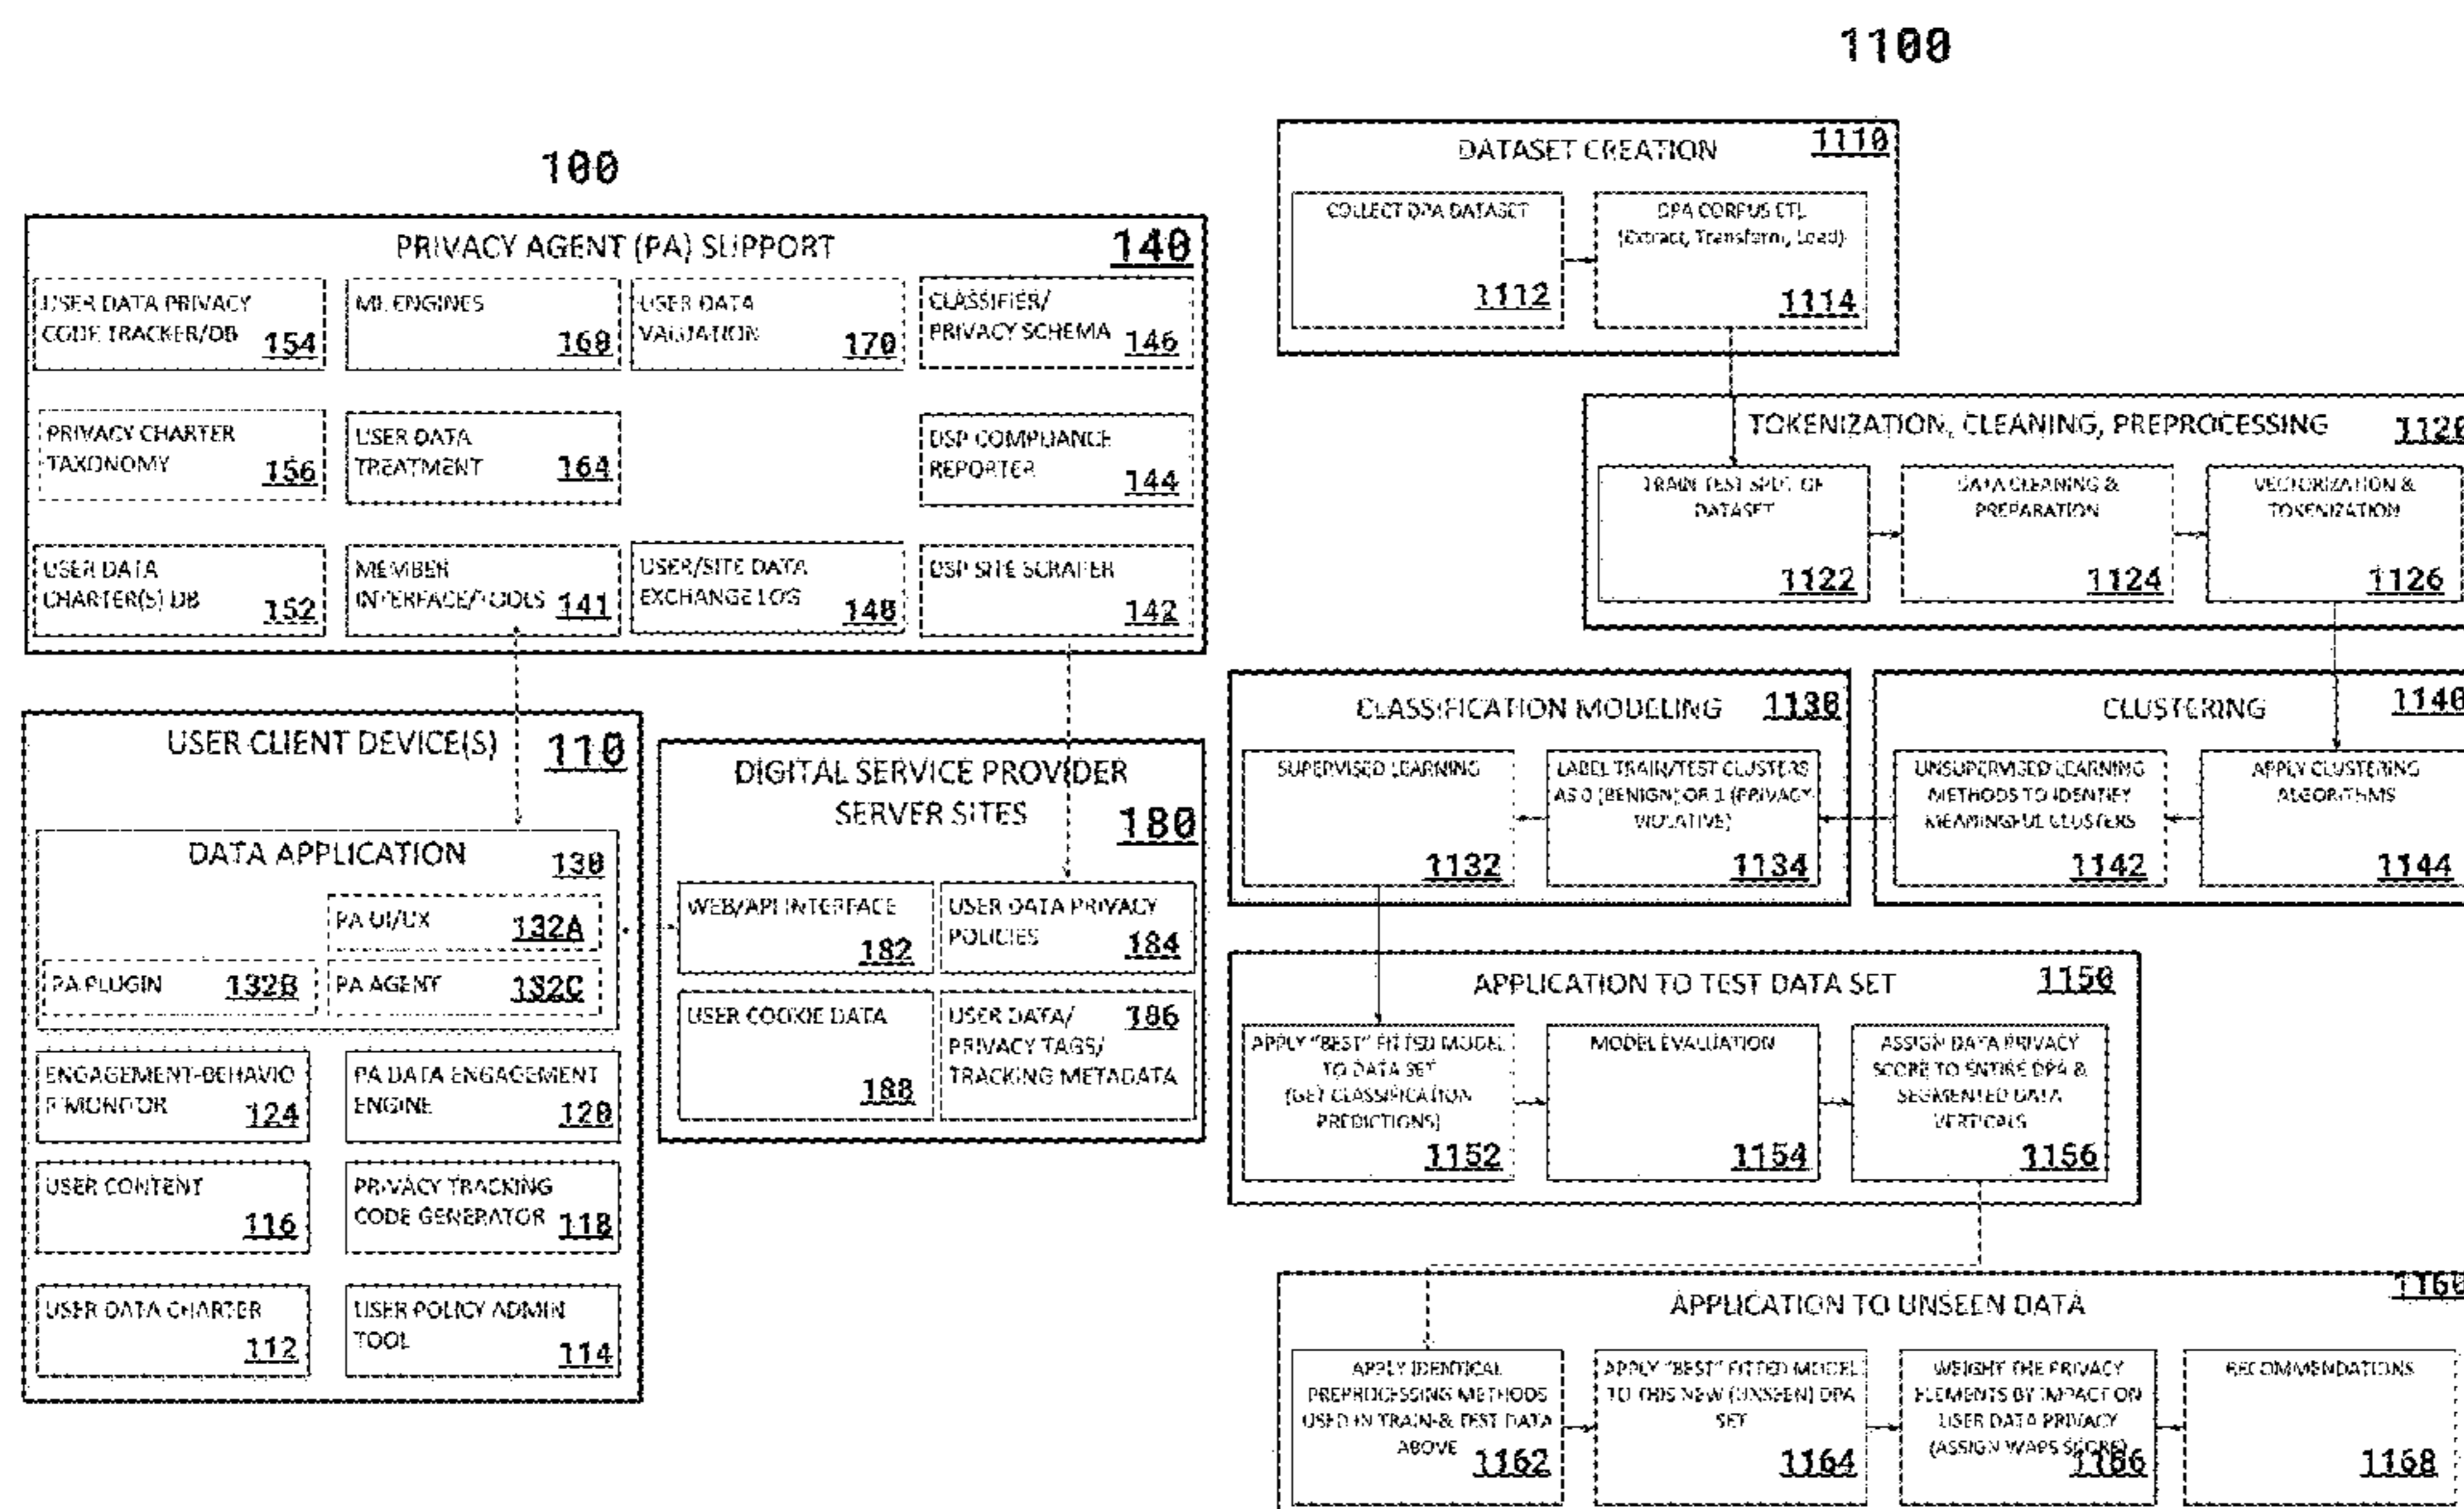 100
PRIVACY AGENT (PA) SUPPORT 140
USER DATA PRIVACY
CODE TRACKER/DB 154
ML ENGINES
160
USER DATA
VALUATION 170
CLASSIFIER/
PRIVACY SCHEMA 146
PRIVACY CHARTER
TAXONOMY 156
USER DATA
TREATMENT 164
DSP COMPLIANCE
REPORTER 144
USER DATA
CHARTER(S) DB 152
MEMBER
INTERFACE/TOOLS 141
USER/SITE DATA
EXCHANGE LOG 148
DSP SITE SCRAPER
142
USER CLIENT DEVICE(S) 110
DATA APPLICATION 130
PA UI/UX 132A
PA PLUGIN 132B
PA AGENT 132C
ENGAGEMENT-BEHAVIO
R MONITOR 124
PA DATA ENGAGEMENT
ENGINE 120
USER CONTENT
116
PRIVACY TRACKING
CODE GENERATOR 118
USER DATA CHARTER
112
USER POLICY ADMIN
TOOL 114
DIGITAL SERVICE PROVIDER
SERVER SITES 180
WEB/API INTERFACE
182
USER DATA PRIVACY
POLICIES 184
USER COOKIE DATA
188
USER DATA/ 186
PRIVACY TAGS/
TRACKING METADATA
1100
DATASET CREATION 1110
COLLECT DPA DATASET
1112
DPA CORPUS ETL
(Extract, Transform, Load)
1114
TOKENIZATION, CLEANING, PREPROCESSING 1120
TRAIN TEST SPLIT OF
DATASET
1122
DATA CLEANING &
PREPARATION
1124
VECTORIZATION &
TOKENIZATION
1126
CLASSIFICATION MODELING 1130
SUPERVISED LEARNING
1132
LABEL TRAIN/TEST CLUSTERS
AS 0 (BENIGN) OR 1 (PRIVACY
VIOLATIVE)
1134
CLUSTERING 1140
UNSUPERVISED LEARNING
METHODS TO IDENTIFY
MEANINGFUL CLUSTERS
1142
APPLY CLUSTERING
ALGORITHMS
1144
APPLICATION TO TEST DATA SET 1150
APPLY "BEST" FITTED MODEL
TO DATA SET
(GET CLASSIFICATION
PREDICTIONS)
1152
MODEL EVALUATION
1154
ASSIGN DATA PRIVACY
SCORE TO ENTIRE DPA &
SEGMENTED DATA
VERTICALS
1156
APPLICATION TO UNSEEN DATA 1160
APPLY IDENTICAL
PREPROCESSING METHODS
USED IN TRAIN & TEST DATA
ABOVE 1162
APPLY "BEST" FITTED MODEL
TO THIS NEW (UNSEEN) DPA
SET
1164
WEIGHT THE PRIVACY
ELEMENTS BY IMPACT ON
USER DATA PRIVACY
(ASSIGN WAPS SCORE)
1166
RECOMMENDATIONS
1168